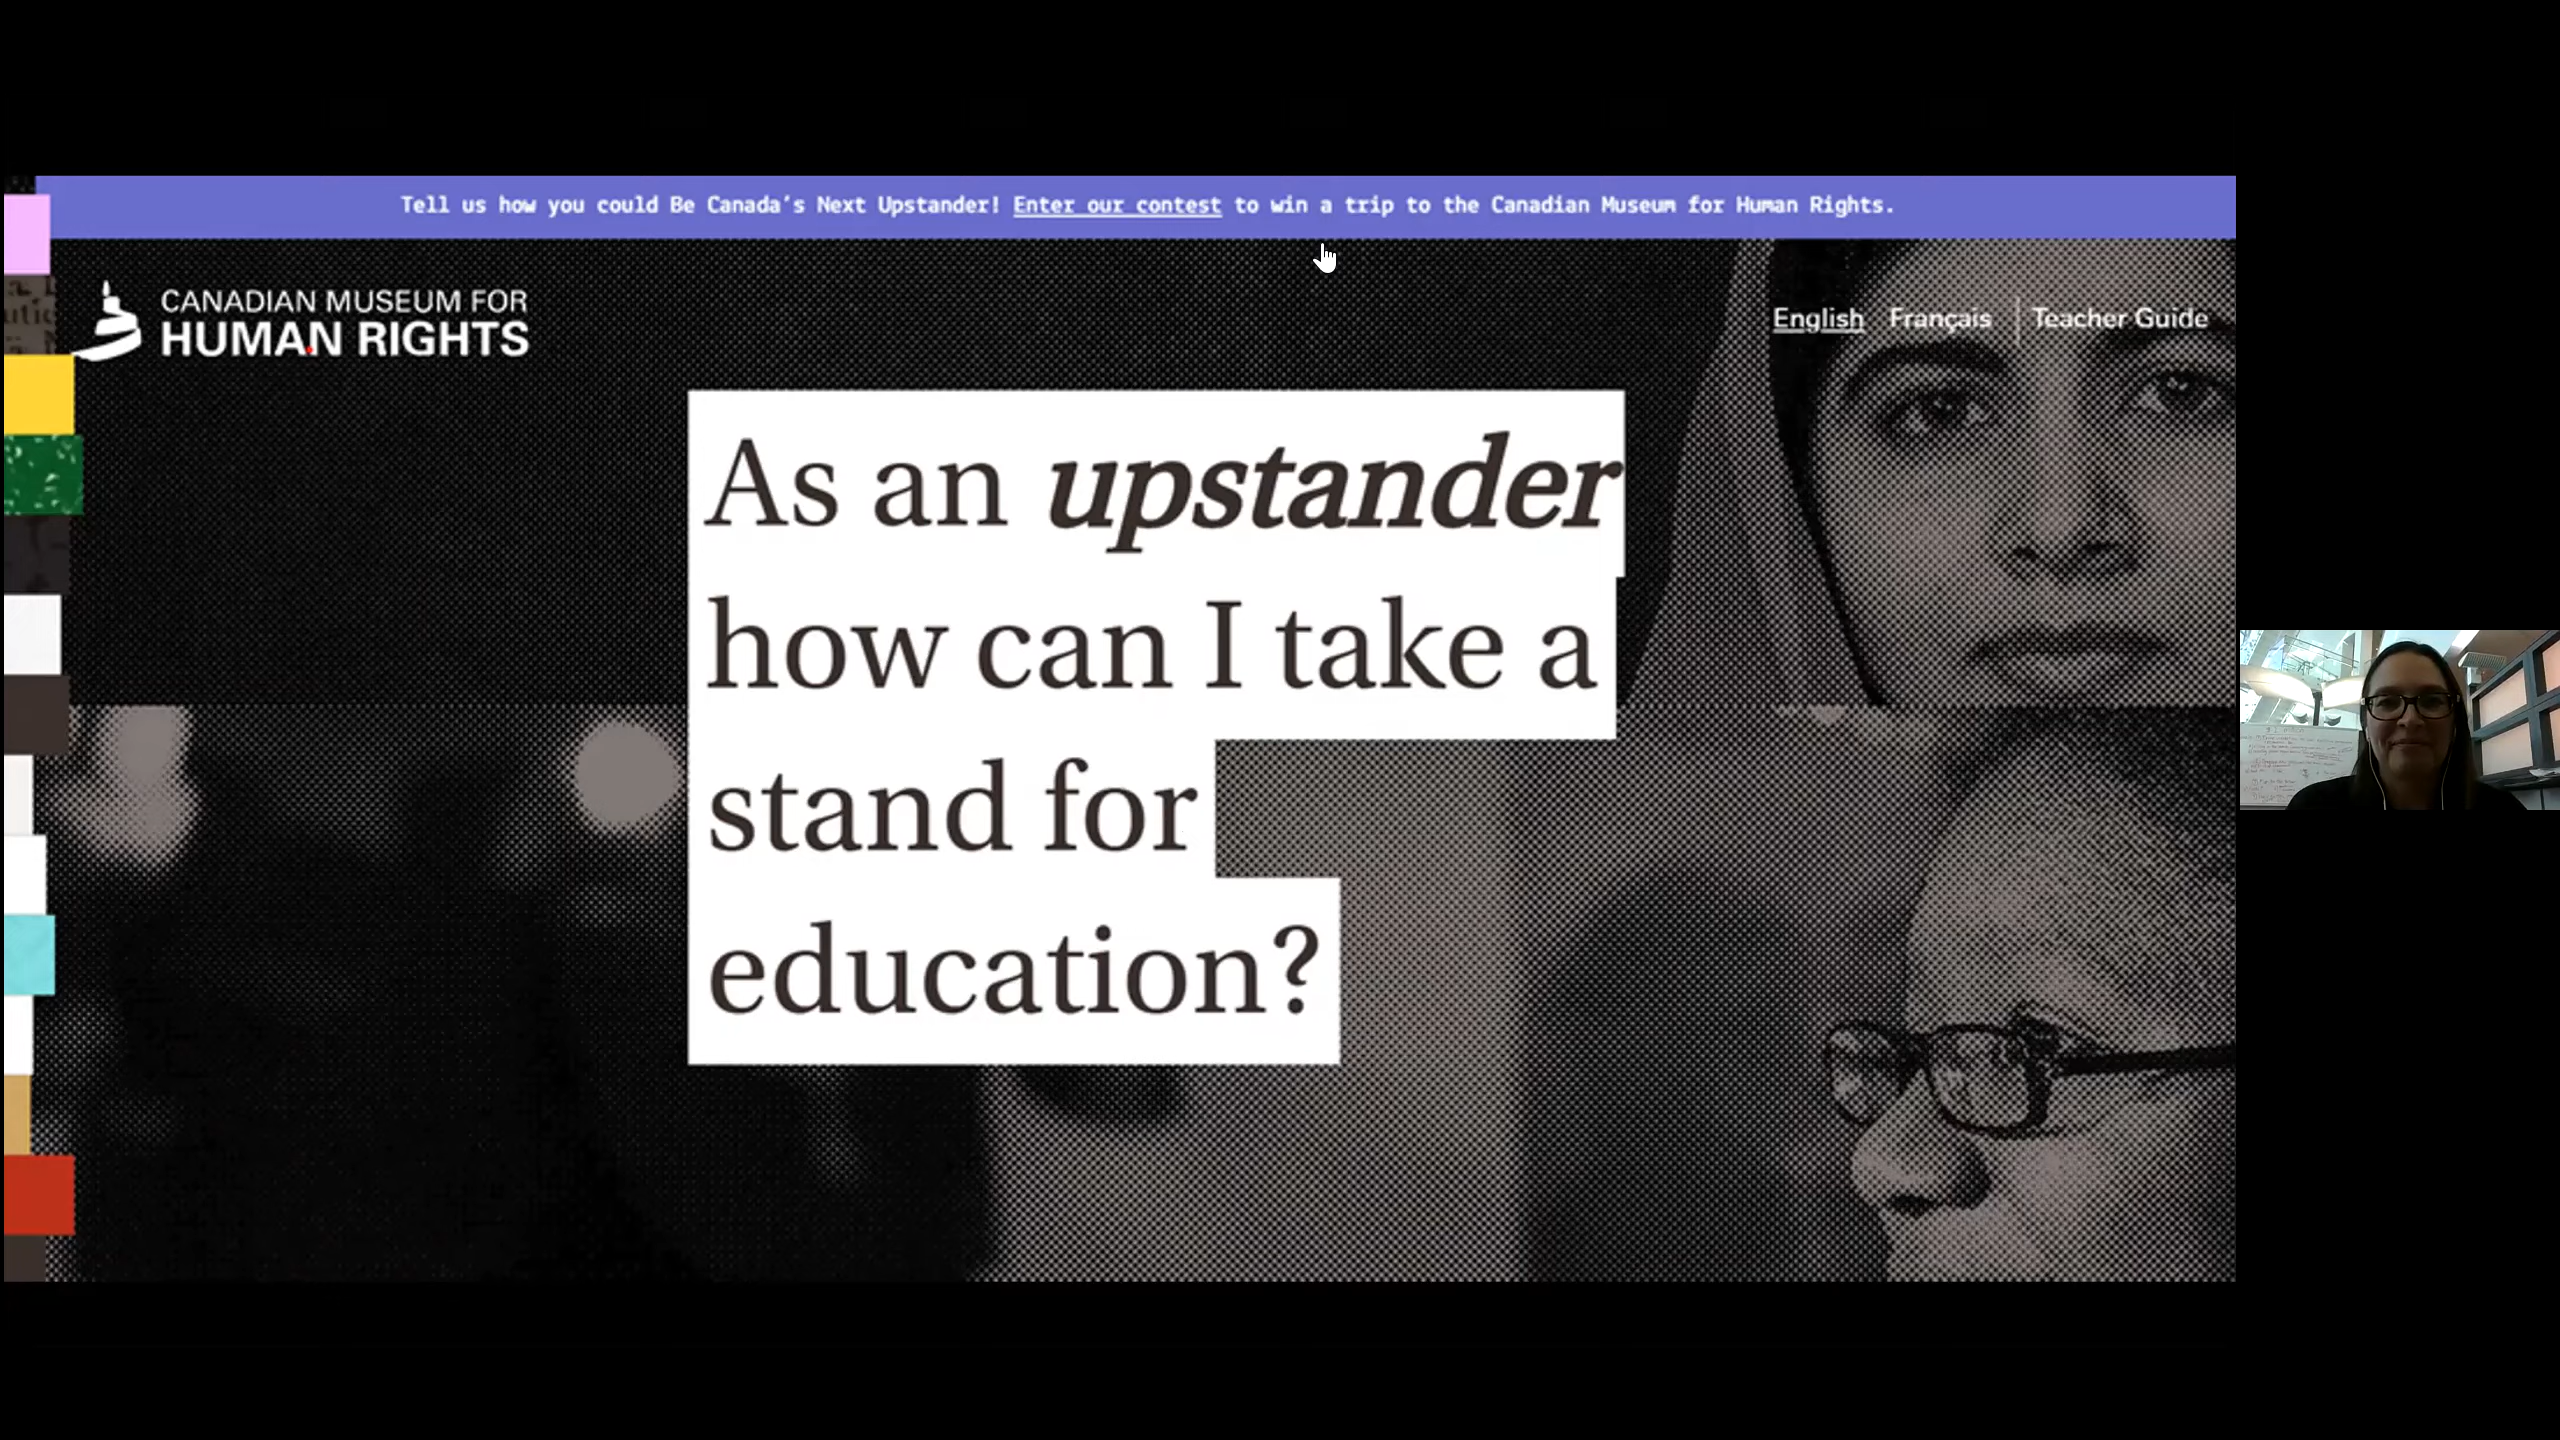 Tell us how you could Be Canada's Next Upstander! Enter our contest to win a trip to the Canadian Museum for Human Rights.
CANADIAN MUSEUM FOR
HUMAN RIGHTS
English Français Teacher Guide
As an upstander
how can I take a
stand for
education?